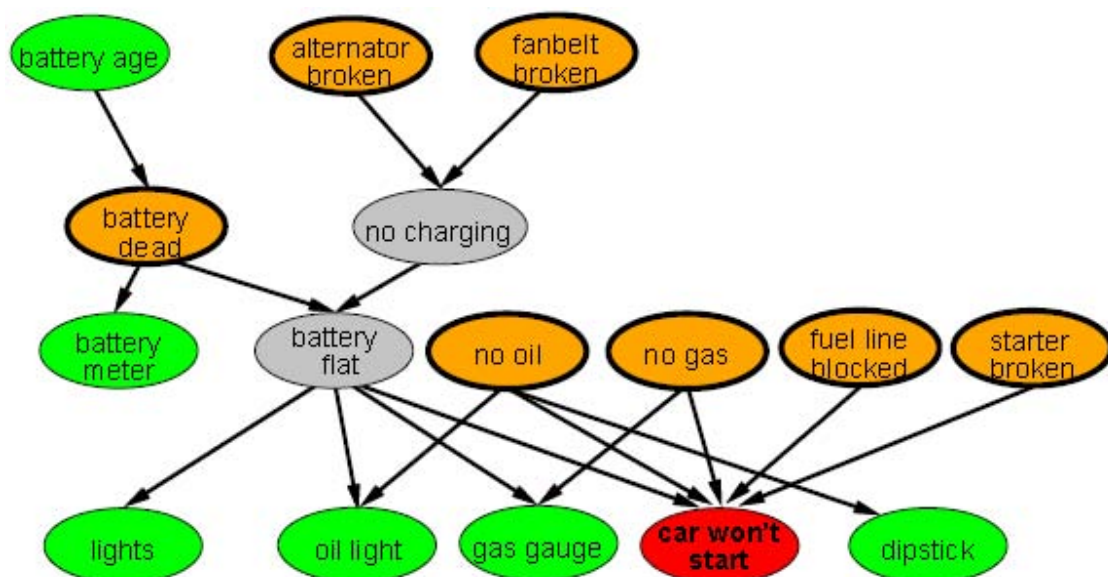 battery age
alternator
broken
fanbelt
broken
battery
dead
no charging
battery
meter
battery
flat
no oil
no gas
fuel line
blocked
starter
broken
lights
oil light
gas gauge
car won't
start
dipstick